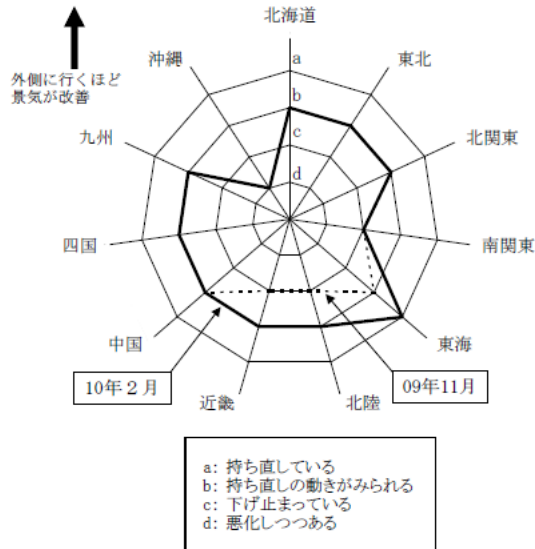 北海道
外側に行くほど
景気が改善
沖縄
a
東北
b
九州
c
北関東
d
四国
南関東
中国
東海
10年2月
09年11月
近畿
北陸
a: 持ち直している
b: 持ち直しの動きがみられる
c: 下げ止まっている
d: 悪化しつつある